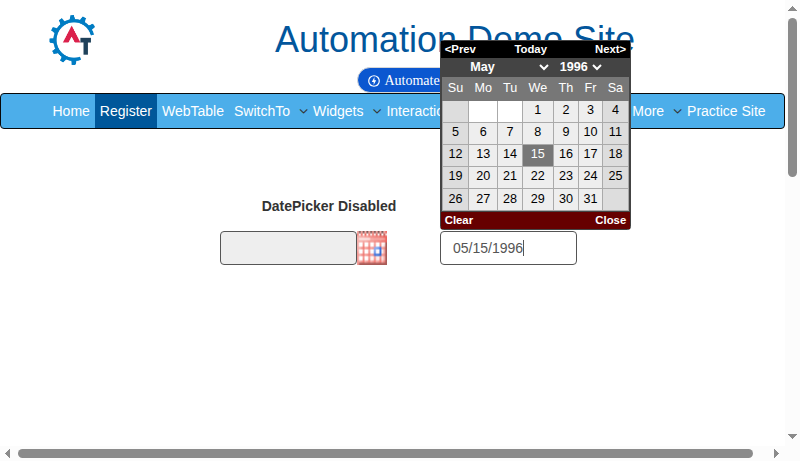 Automation Demo Site
Automate
Home Register WebTable SwitchTo Widgets Interactio More Practice Site
<Prev Today Next>
May 1996
Su Mo Tu We Th Fr Sa
1 2 3 4
5 6 7 8 9 10 11
12 13 14 15 16 17 18
19 20 21 22 23 24 25
26 27 28 29 30 31
Clear Close
DatePicker Disabled
05/15/1996